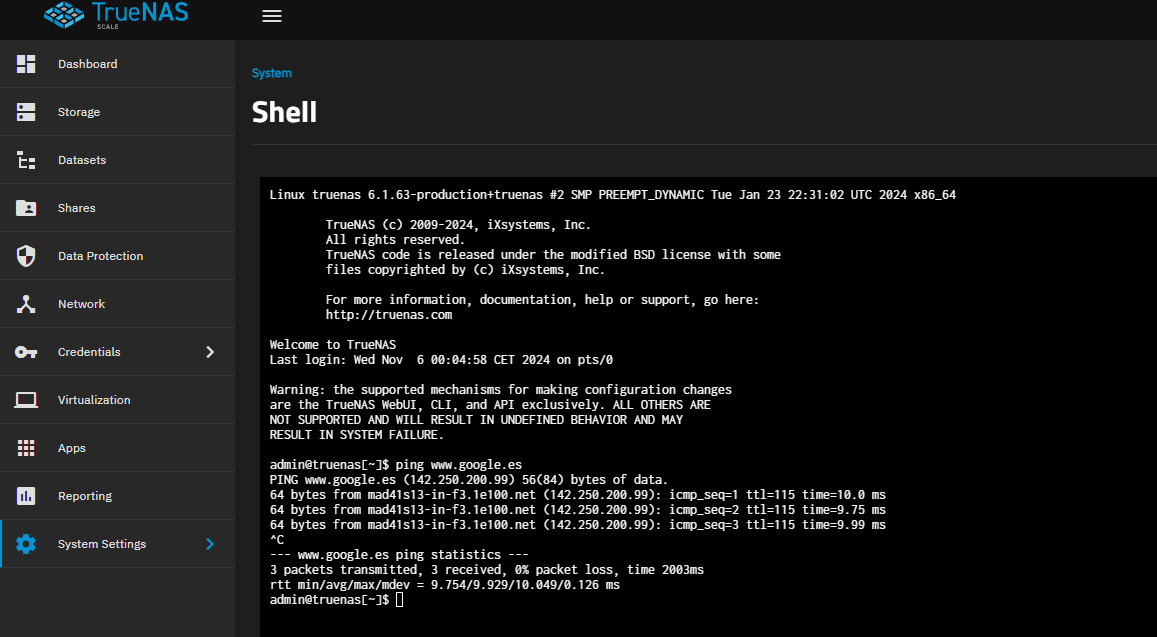 TrueNAS
SCALE
Dashboard
Storage
Datasets
Shares
Data Protection
Network
Credentials
Virtualization
Apps
Reporting
System Settings
System
Shell
Linux truenas 6.1.63-production+truenas #2 SMP PREEMPT_DYNAMIC Tue Jan 23 22:31:02 UTC 2024 x86_64
TrueNAS (c) 2009-2024, iXsystems, Inc.
All rights reserved.
TrueNAS code is released under the modified BSD license with some
files copyrighted by (c) iXsystems, Inc.
For more information, documentation, help or support, go here:
http://truenas.com
Welcome to TrueNAS
Last login: Wed Nov  6 00:04:58 CET 2024 on pts/0
Warning: the supported mechanisms for making configuration changes
are the TrueNAS WebUI, CLI, and API exclusively. ALL OTHERS ARE
NOT SUPPORTED AND WILL RESULT IN UNDEFINED BEHAVIOR AND MAY
RESULT IN SYSTEM FAILURE.
admin@truenas[~]$ ping www.google.es
PING www.google.es (142.250.200.99) 56(84) bytes of data.
64 bytes from mad41s13-in-f3.1e100.net (142.250.200.99): icmp_seq=1 ttl=115 time=10.0 ms
64 bytes from mad41s13-in-f3.1e100.net (142.250.200.99): icmp_seq=2 ttl=115 time=9.75 ms
64 bytes from mad41s13-in-f3.1e100.net (142.250.200.99): icmp_seq=3 ttl=115 time=9.99 ms
^C
--- www.google.es ping statistics ---
3 packets transmitted, 3 received, 0% packet loss, time 2003ms
rtt min/avg/max/mdev = 9.754/9.929/10.049/0.126 ms
admin@truenas[~]$